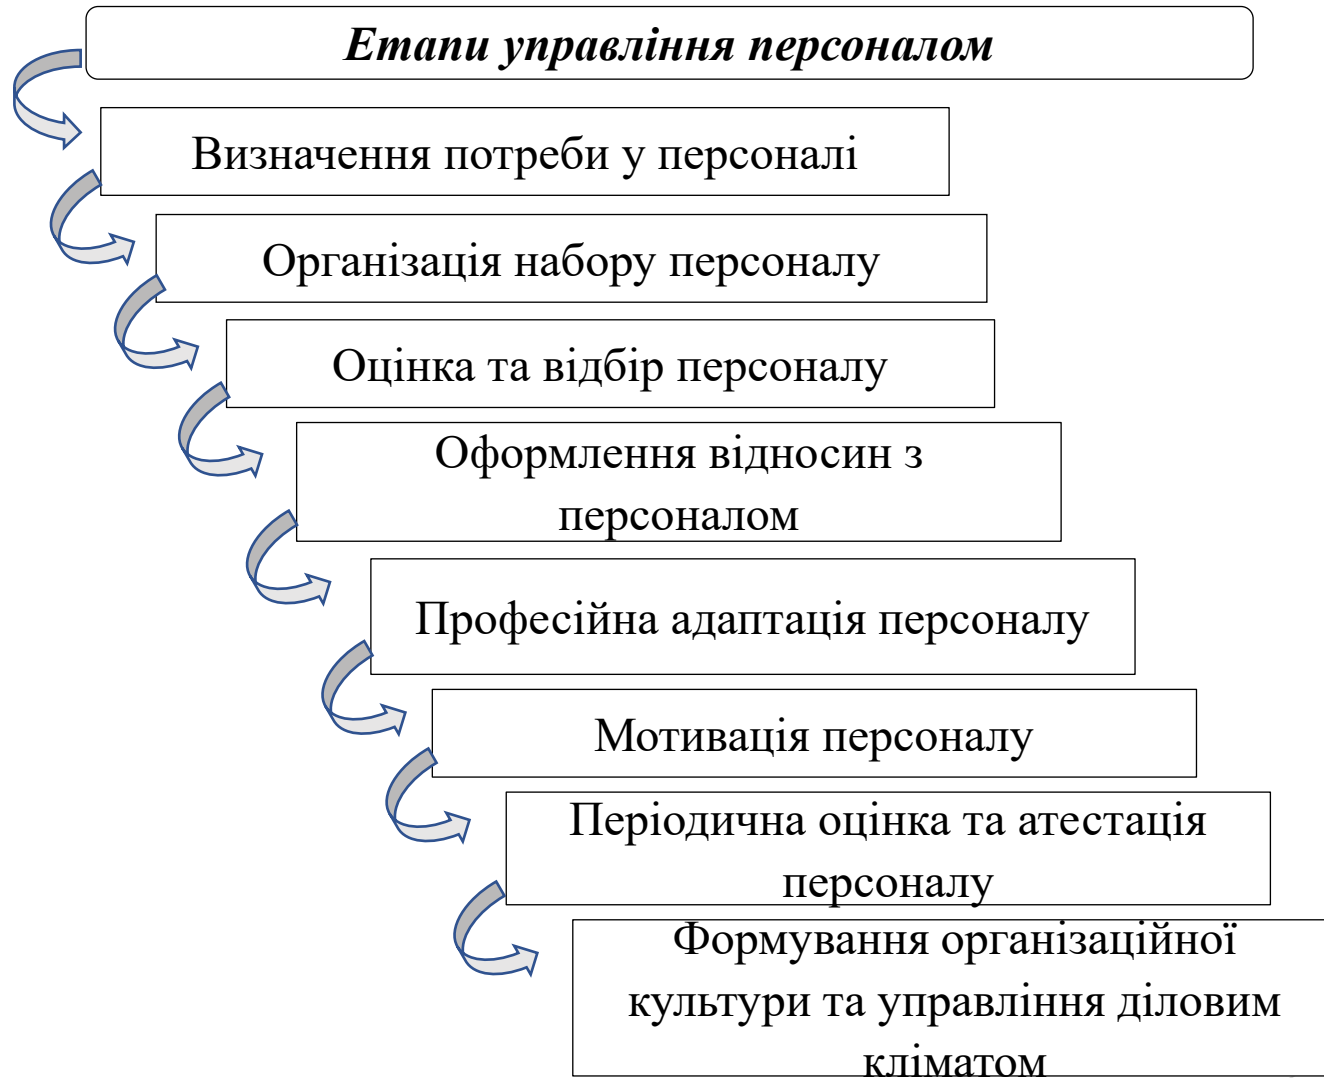 Етапи управління персоналом
Визначення потреби у персоналі
Організація набору персоналу
Оцінка та відбір персоналу
Оформлення відносин з
персоналом
Професійна адаптація персоналу
Мотивація персоналу
Періодична оцінка та атестація
персоналу
Формування організаційної
культури та управління діловим
кліматом